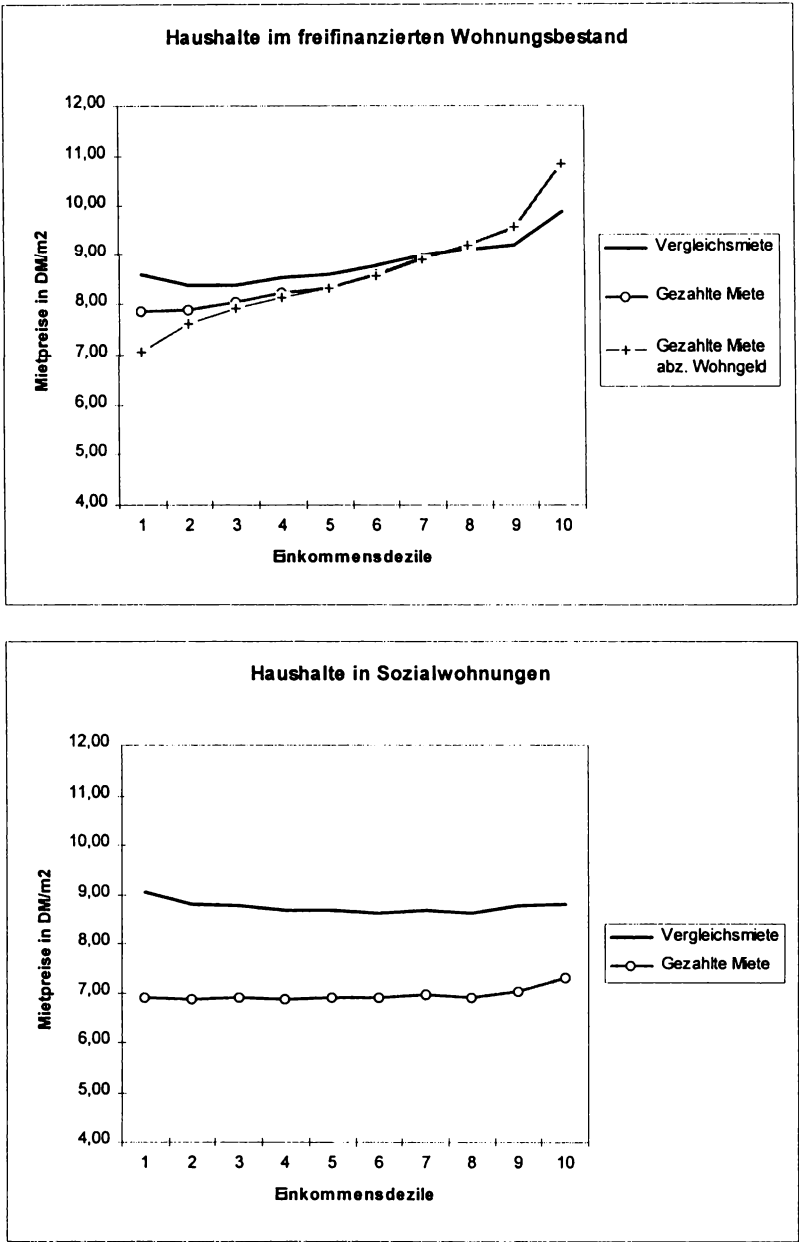 Haushalte im freifinanzierten Wohnungsbestand
12,00
11,00
10,00
9,00
8,00
7,00
6,00
5,00
4,00
Mietpreise in DM/m2
1 2 3 4 5 6 7 8 9 10
Einkommensdezile
Vergleichsmiete
Gezahlte Miete
Gezahlte Miete
abz. Wohngeld
Haushalte in Sozialwohnungen
12,00
11,00
10,00
9,00
8,00
7,00
6,00
5,00
4,00
Mietpreise in DM/m2
1 2 3 4 5 6 7 8 9 10
Einkommensdezile
Vergleichsmiete
Gezahlte Miete